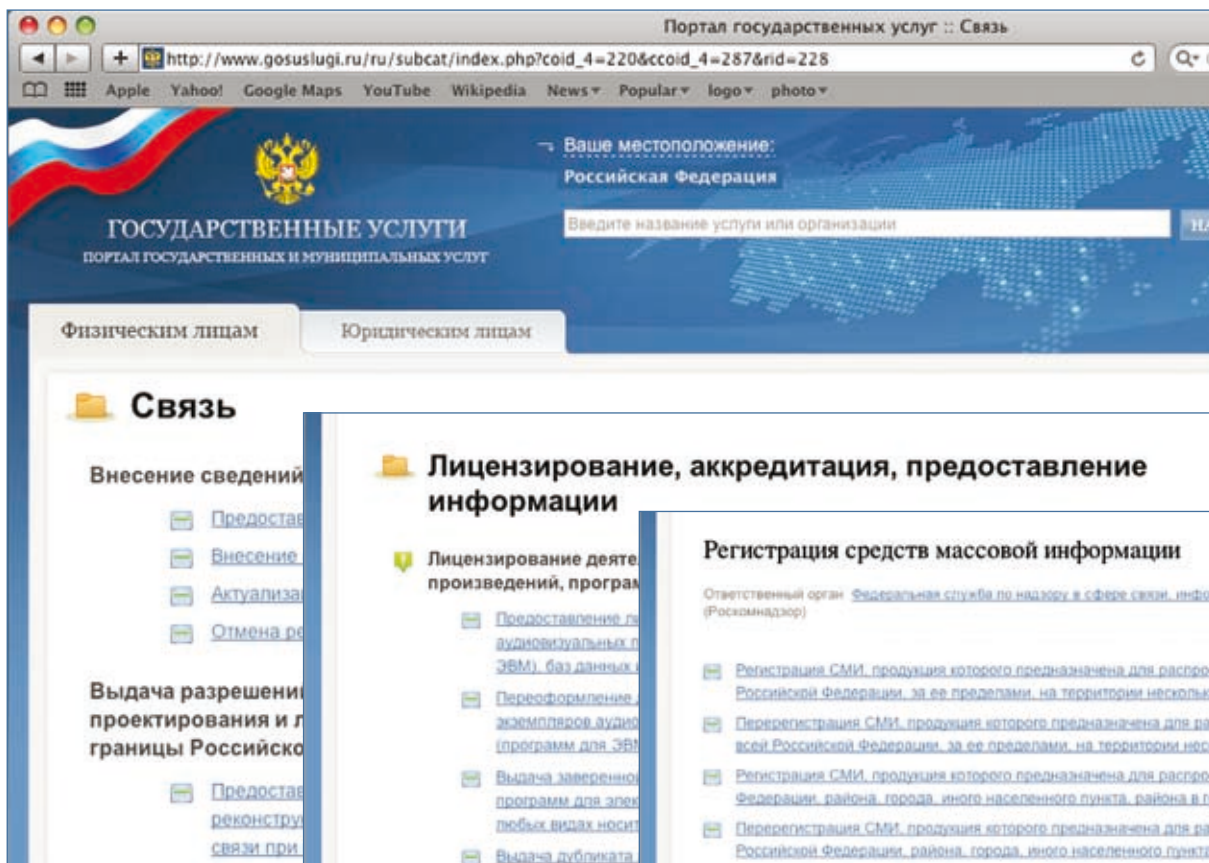 Портал государственных услуг :: Связь
http://www.gosuslugi.ru/ru/subcat/index.php?coid_4=220&ccoid_4=287&rid=228
Apple Yahoo! Google Maps YouTube Wikipedia News Popular logo photo
Ваше местоположение:
Российская Федерация
Введите название услуги или организации
ГОСУДАРСТВЕННЫЕ УСЛУГИ
ПОРТАЛ ГОСУДАРСТВЕННЫХ И МУНИЦИПАЛЬНЫХ УСЛУГ
Физическим лицам Юридическим лицам
Связь
Внесение сведений
Предостав
Внесение
Актуализа
Отмена ре
Выдача разрешени
проектирования и л
границы Российско
Предостав
реконстру
связи при
Лицензирование, аккредитация, предоставление
информации
Лицензирование деяте
произведений, програм
Предоставление ли
аудиовизуальных п
ЭВМ), баз данных
Переоформление
экземпляров аудио
(программ для ЭВМ
Выдача заверенно
программ для элек
любых видах носит
Выдача дубликата
Регистрация средств массовой информации
Ответственный орган Федеральная служба по надзору в сфере связи, инфо
(Роскомнадзор)
Регистрация СМИ, продукция которого предназначена для распро
Российской Федерации, за ее пределами, на территории нескольк
Перерегистрация СМИ, продукция которого предназначена для ра
всей Российской Федерации, за ее пределами, на территории нес
Регистрация СМИ, продукция которого предназначена для распро
Федерации, района, города, иного населенного пункта, района в г
Перерегистрация СМИ, продукция которого предназначена для ра
Российской Федерации, района, города, иного населенного пункта